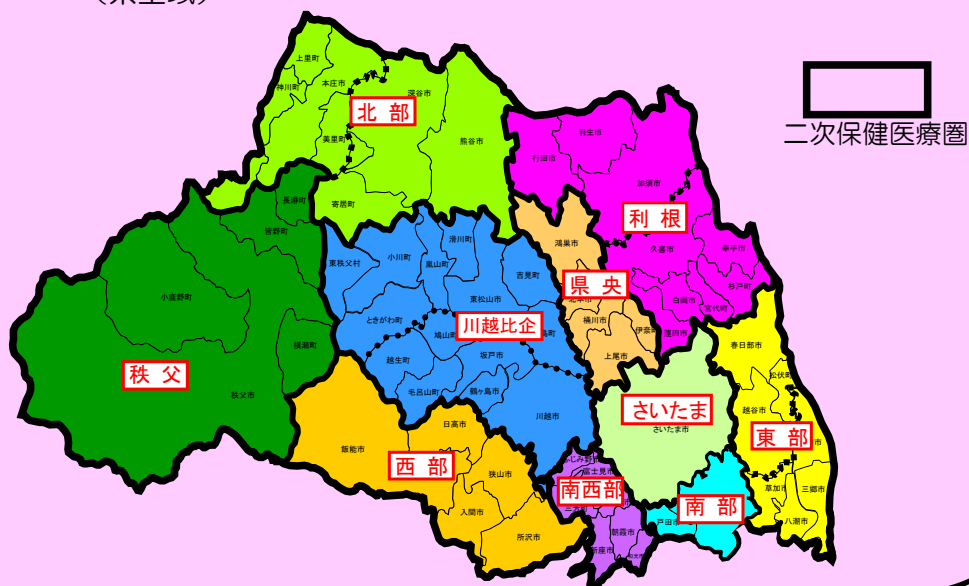 (県全域)
二次保健医療圏
上里町
神川町
本庄市
深谷市
北部
美里町
熊谷市
寄居町
羽生市
行田市
加須市
利根
久喜市
幸手市
杉戸町
白岡市
宮代町
蓮田市
長瀞町
皆野町
小鹿野町
横瀬町
秩父
秩父市
東秩父村
小川町
嵐山町
滑川町
吉見町
ときがわ町
東松山市
川越比企
鳩山町
越生町
坂戸市
毛呂山町
鶴ヶ島市
川越市
鴻巣市
県央
桶川市
伊奈町
上尾市
さいたま
さいたま市
春日部市
松伏町
越谷市
東部
草加市
三郷市
八潮市
飯能市
日高市
西部
狭山市
入間市
所沢市
富士見市
南西部
朝霞市
新座市
戸田市
南部